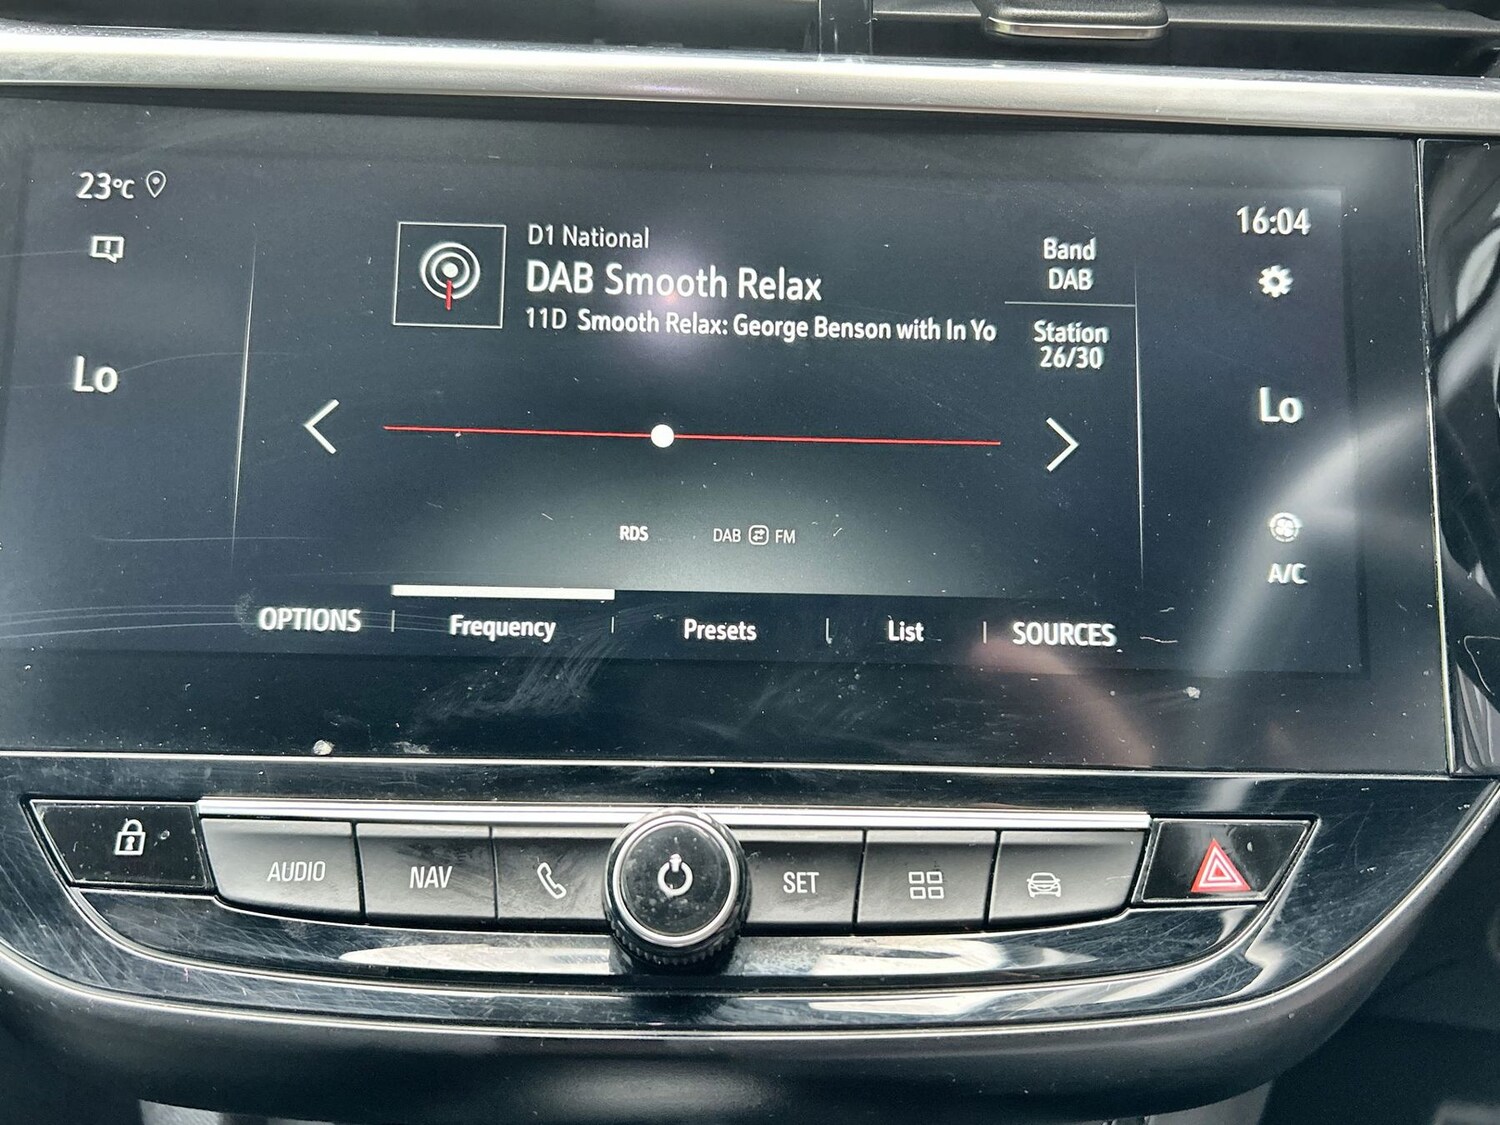 23°C
D1 National
DAB Smooth Relax
11D Smooth Relax: George Benson with In Yo
Band
DAB
Station
26/30
16:04
Lo
Lo
RDS
DAB FM
A/C
OPTIONS
Frequency
Presets
List
SOURCES
AUDIO
NAV
SET